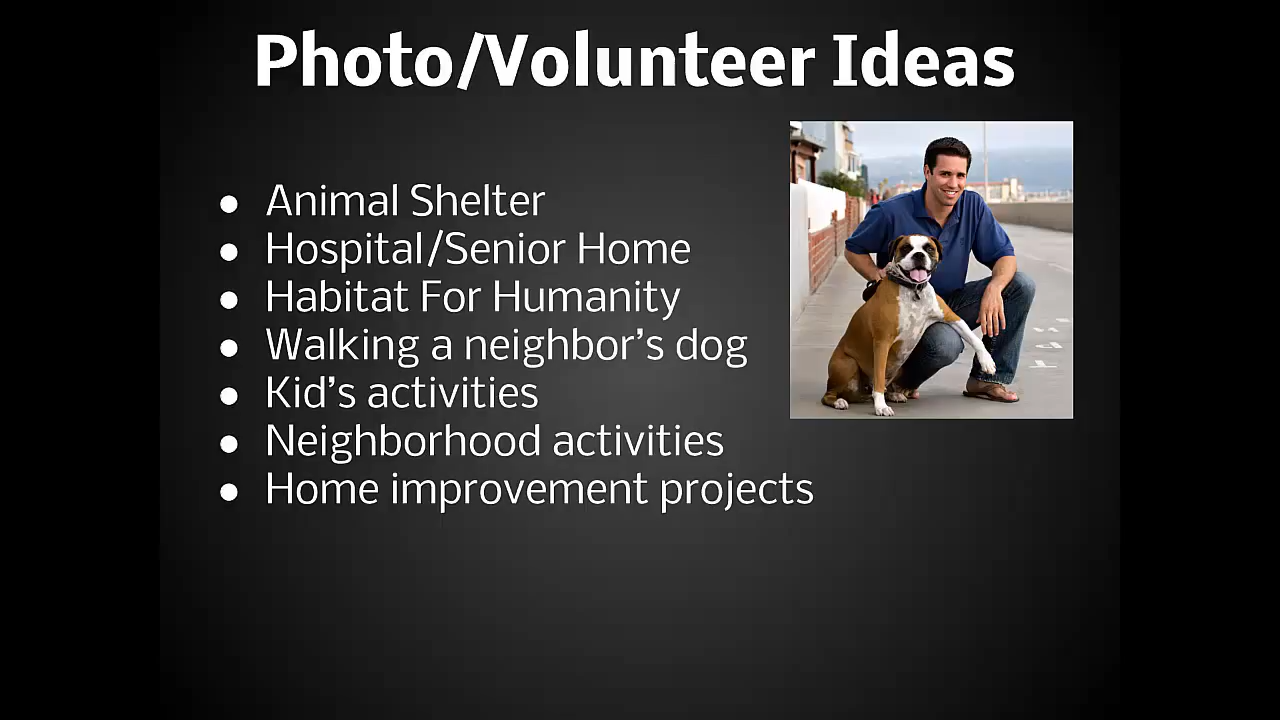 Photo/Volunteer Ideas
● Animal Shelter
● Hospital/Senior Home
● Habitat For Humanity
● Walking a neighbor’s dog
● Kid’s activities
● Neighborhood activities
● Home improvement projects